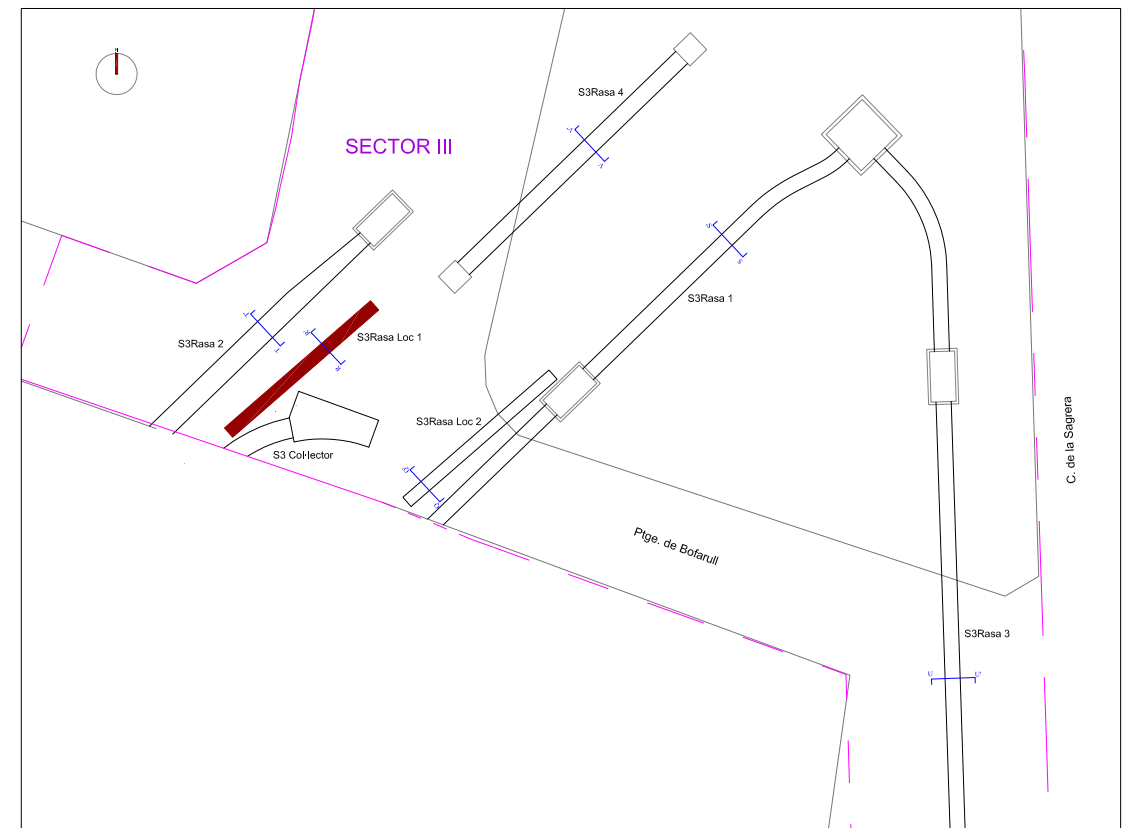 N
S3Rasa 4
SECTOR III
S3Rasa 1
S3Rasa 2
S3Rasa Loc 1
R
S3Rasa Loc 2
S3 Col·lector
C. de la Sagrera
Ptge. de Bofarull
S3Rasa 3
U U'